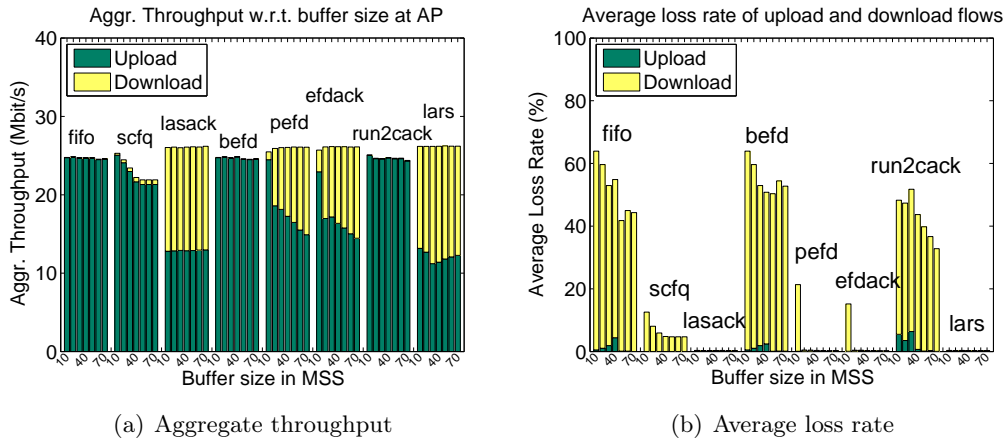 Aggr. Throughput w.r.t. buffer size at AP
Aggr. Throughput (Mbit/s)
40
30
20
10
0
Upload
Download
fifo
scfq
lasack
befd
pefd
efdack
run2cack
lars
10 40 70 10 40 70 10 40 70 10 40 70 10 40 70 10 40 70 10 40 70 10 40 70
Buffer size in MSS
(a) Aggregate throughput
Average loss rate of upload and download flows
Average Loss Rate (%)
100
80
60
40
20
0
Upload
Download
fifo
scfq
lasack
befd
pefd
efdack
run2cack
lars
10 40 70 10 40 70 10 40 70 10 40 70 10 40 70 10 40 70 10 40 70 10 40 70
Buffer size in MSS
(b) Average loss rate